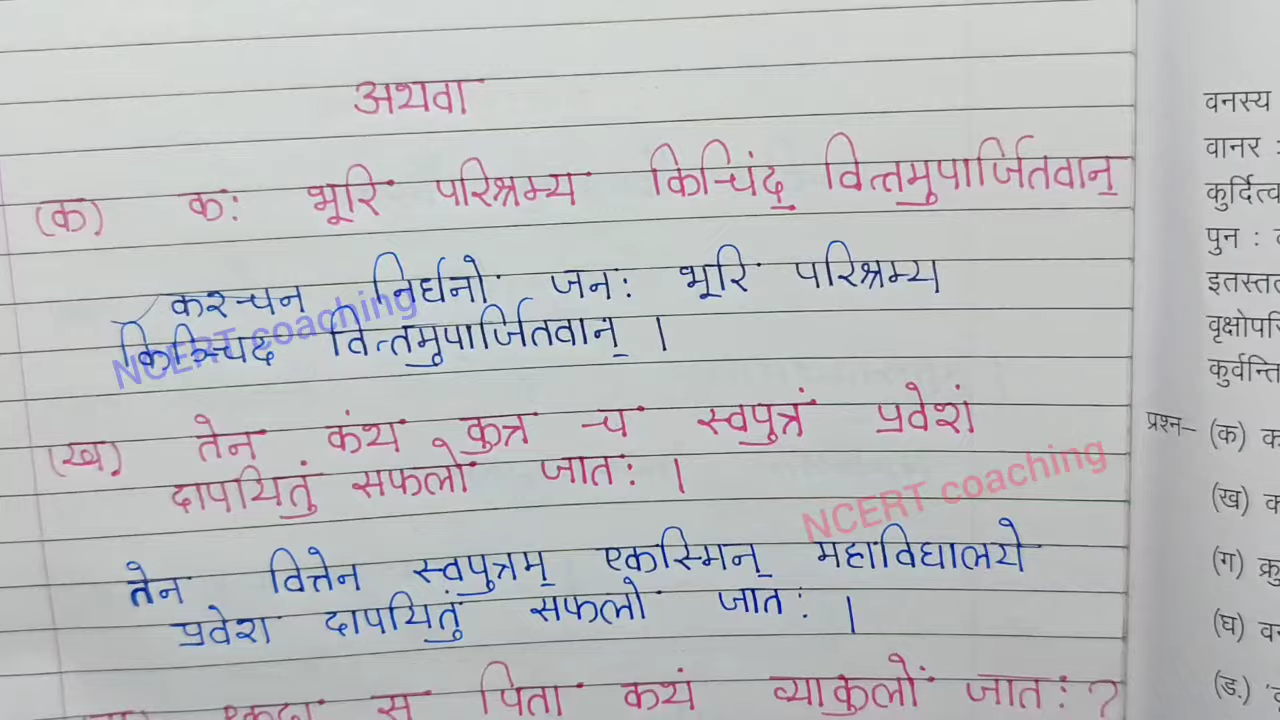 अथवा
(क) कः भूरि परिश्रम्य किंचिद् वित्तमुपार्जितवान्
कश्चन निर्धनो जनः भूरि परिश्रम्य
किञ्चिद वित्तमुपार्जितवान् ।
NCERT coaching
(ख) तेन कंथ कुत्र च स्वपुत्रं प्रवेशं
दापयितुं सफलो जातः ।
NCERT coaching
तेन वित्तेन स्वपुत्रम् एकस्मिन् महाविद्यालये
प्रवेश दापयितुं सफलो जातः ।
स पिता कथं व्याकुलो जातः ?
वनस्य
वानर :
कुर्दित्व
पुन :
इतस्तत
वृक्षोपरि
कुर्वन्ति
प्रश्न– (क) क
(ख) क
(ग) क्रु
(घ) वन
(ङ.)